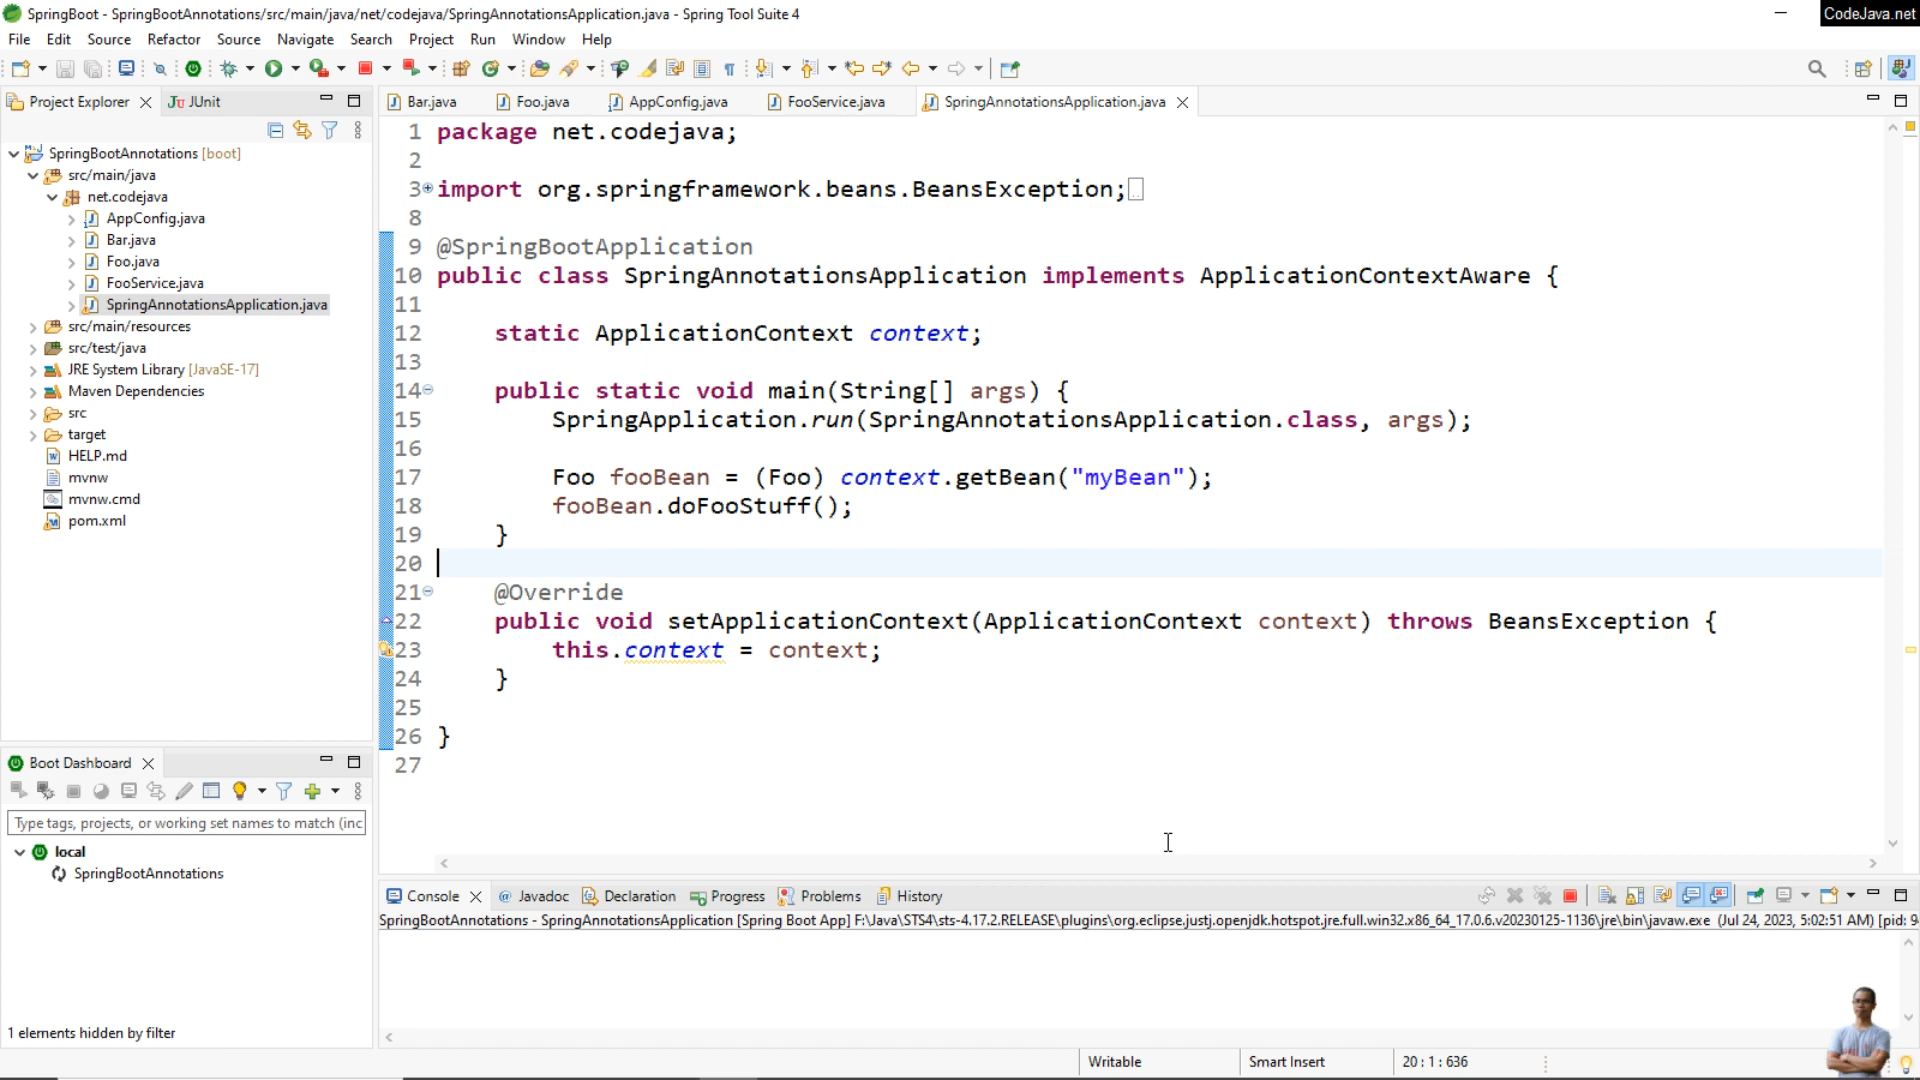 SpringBoot - SpringBootAnnotations/src/main/java/net/codejava/SpringAnnotationsApplication.java - Spring Tool Suite 4
CodeJava.net
File Edit Source Refactor Source Navigate Search Project Run Window Help
Project Explorer
JUnit
SpringBootAnnotations [boot]
src/main/java
net.codejava
AppConfig.java
Bar.java
Foo.java
FooService.java
SpringAnnotationsApplication.java
src/main/resources
src/test/java
JRE System Library [JavaSE-17]
Maven Dependencies
src
target
HELP.md
mvnw
mvnw.cmd
pom.xml
Boot Dashboard
Type tags, projects, or working set names to match (inc
local
SpringBootAnnotations
1 elements hidden by filter
Bar.java Foo.java AppConfig.java FooService.java SpringAnnotationsApplication.java
1 package net.codejava;
2
3 import org.springframework.beans.BeansException;
8
9 @SpringBootApplication
10 public class SpringAnnotationsApplication implements ApplicationContextAware {
11
12 static ApplicationContext context;
13
14 public static void main(String[] args) {
15 SpringApplication.run(SpringAnnotationsApplication.class, args);
16
17 Foo fooBean = (Foo) context.getBean("myBean");
18 fooBean.doFooStuff();
19 }
20
21 @Override
22 public void setApplicationContext(ApplicationContext context) throws BeansException {
23 this.context = context;
24 }
25
26 }
27
Console Javadoc Declaration Progress Problems History
SpringBootAnnotations - SpringAnnotationsApplication [Spring Boot App] F:\Java\STS4\sts-4.17.2.RELEASE\plugins\org.eclipse.justj.openjdk.hotspot.jre.full.win32.x86_64_17.0.6.v20230125-1136\jre\bin\javaw.exe (Jul 24, 2023, 5:02:51 AM) [pid: 9
Writable Smart Insert 20 : 1 : 636